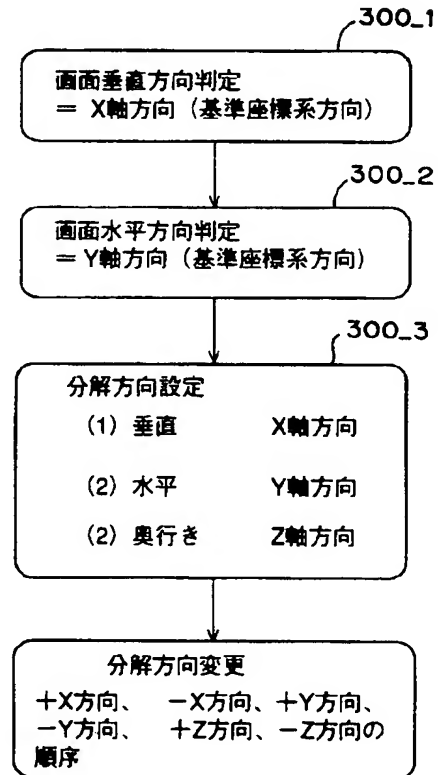 300_1
画面垂直方向判定
= X軸方向（基準座標系方向）
300_2
画面水平方向判定
= Y軸方向（基準座標系方向）
300_3
分解方向設定
(1) 垂直 X軸方向
(2) 水平 Y軸方向
(2) 奥行き Z軸方向
分解方向変更
+X方向、 -X方向、+Y方向、
-Y方向、 +Z方向、-Z方向の
順序